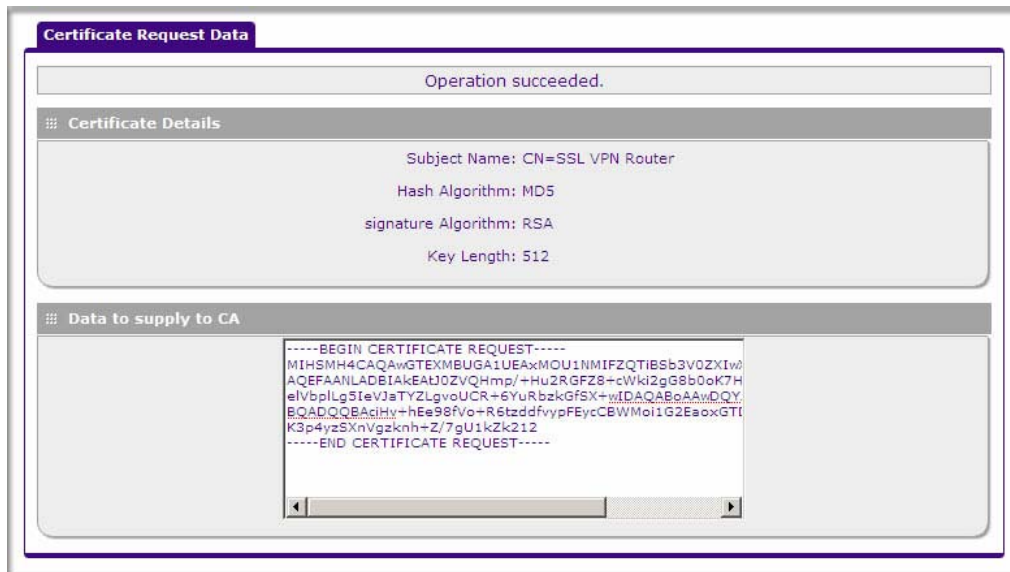 Certificate Request Data
Operation succeeded.
Certificate Details
Subject Name: CN=SSL VPN Router
Hash Algorithm: MD5
signature Algorithm: RSA
Key Length: 512
Data to supply to CA
-----BEGIN CERTIFICATE REQUEST-----
MIHSMH4CAQAwGTEXMBUGA1UEAxMOU1NMIFZQTiBSb3V0ZXIw
AQEFAANLADBIAkEAtJ0ZVQHmp/+Hu2RGFZ8+cWki2gG8b0oK7H
elVbplLg5IeVJaTYZLgvoUCR+6YuRbzkGfSX+wIDAQABoAAwDQY
BQADQQBAciHv+hEe98fVo+R6tzddfvypFEycCBWMoi1G2EaoxGT
K3p4yzSXnVgzknh+Z/7gU1kZk212
-----END CERTIFICATE REQUEST-----